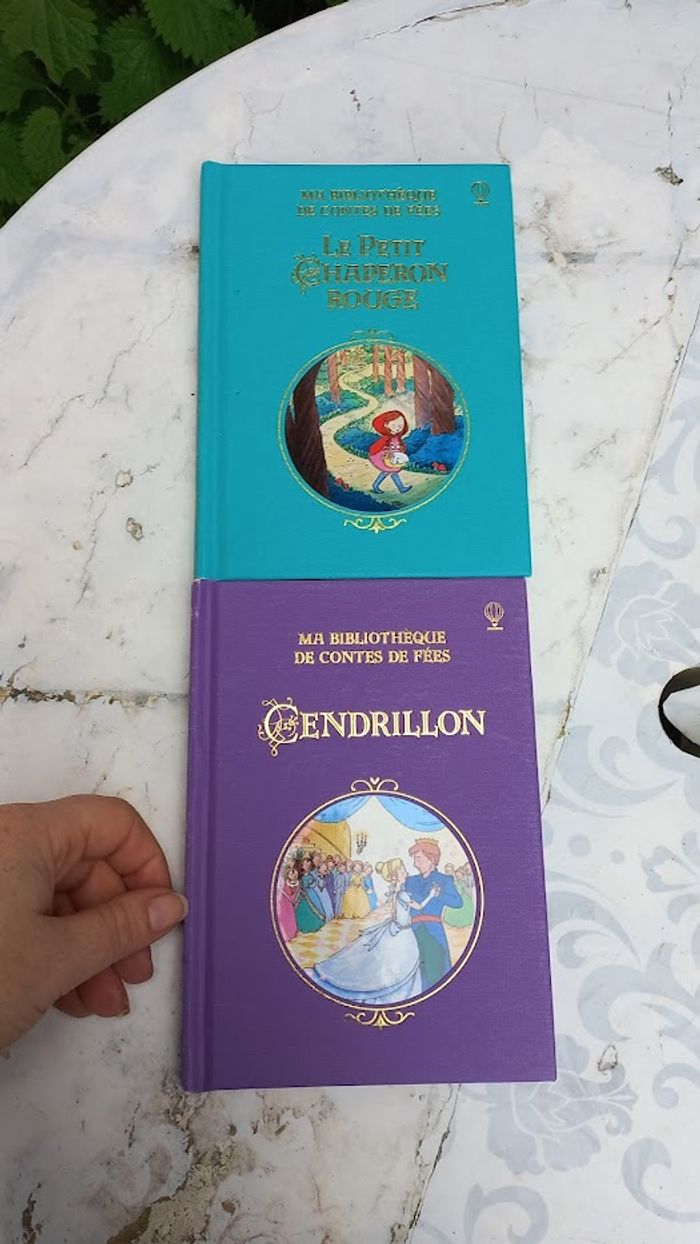 MA BIBLIOTHÈQUE
DE CONTES DE FÉES
LE PETIT
CHAPERON
ROUGE
MA BIBLIOTHÈQUE
DE CONTES DE FÉES
CENDRILLON